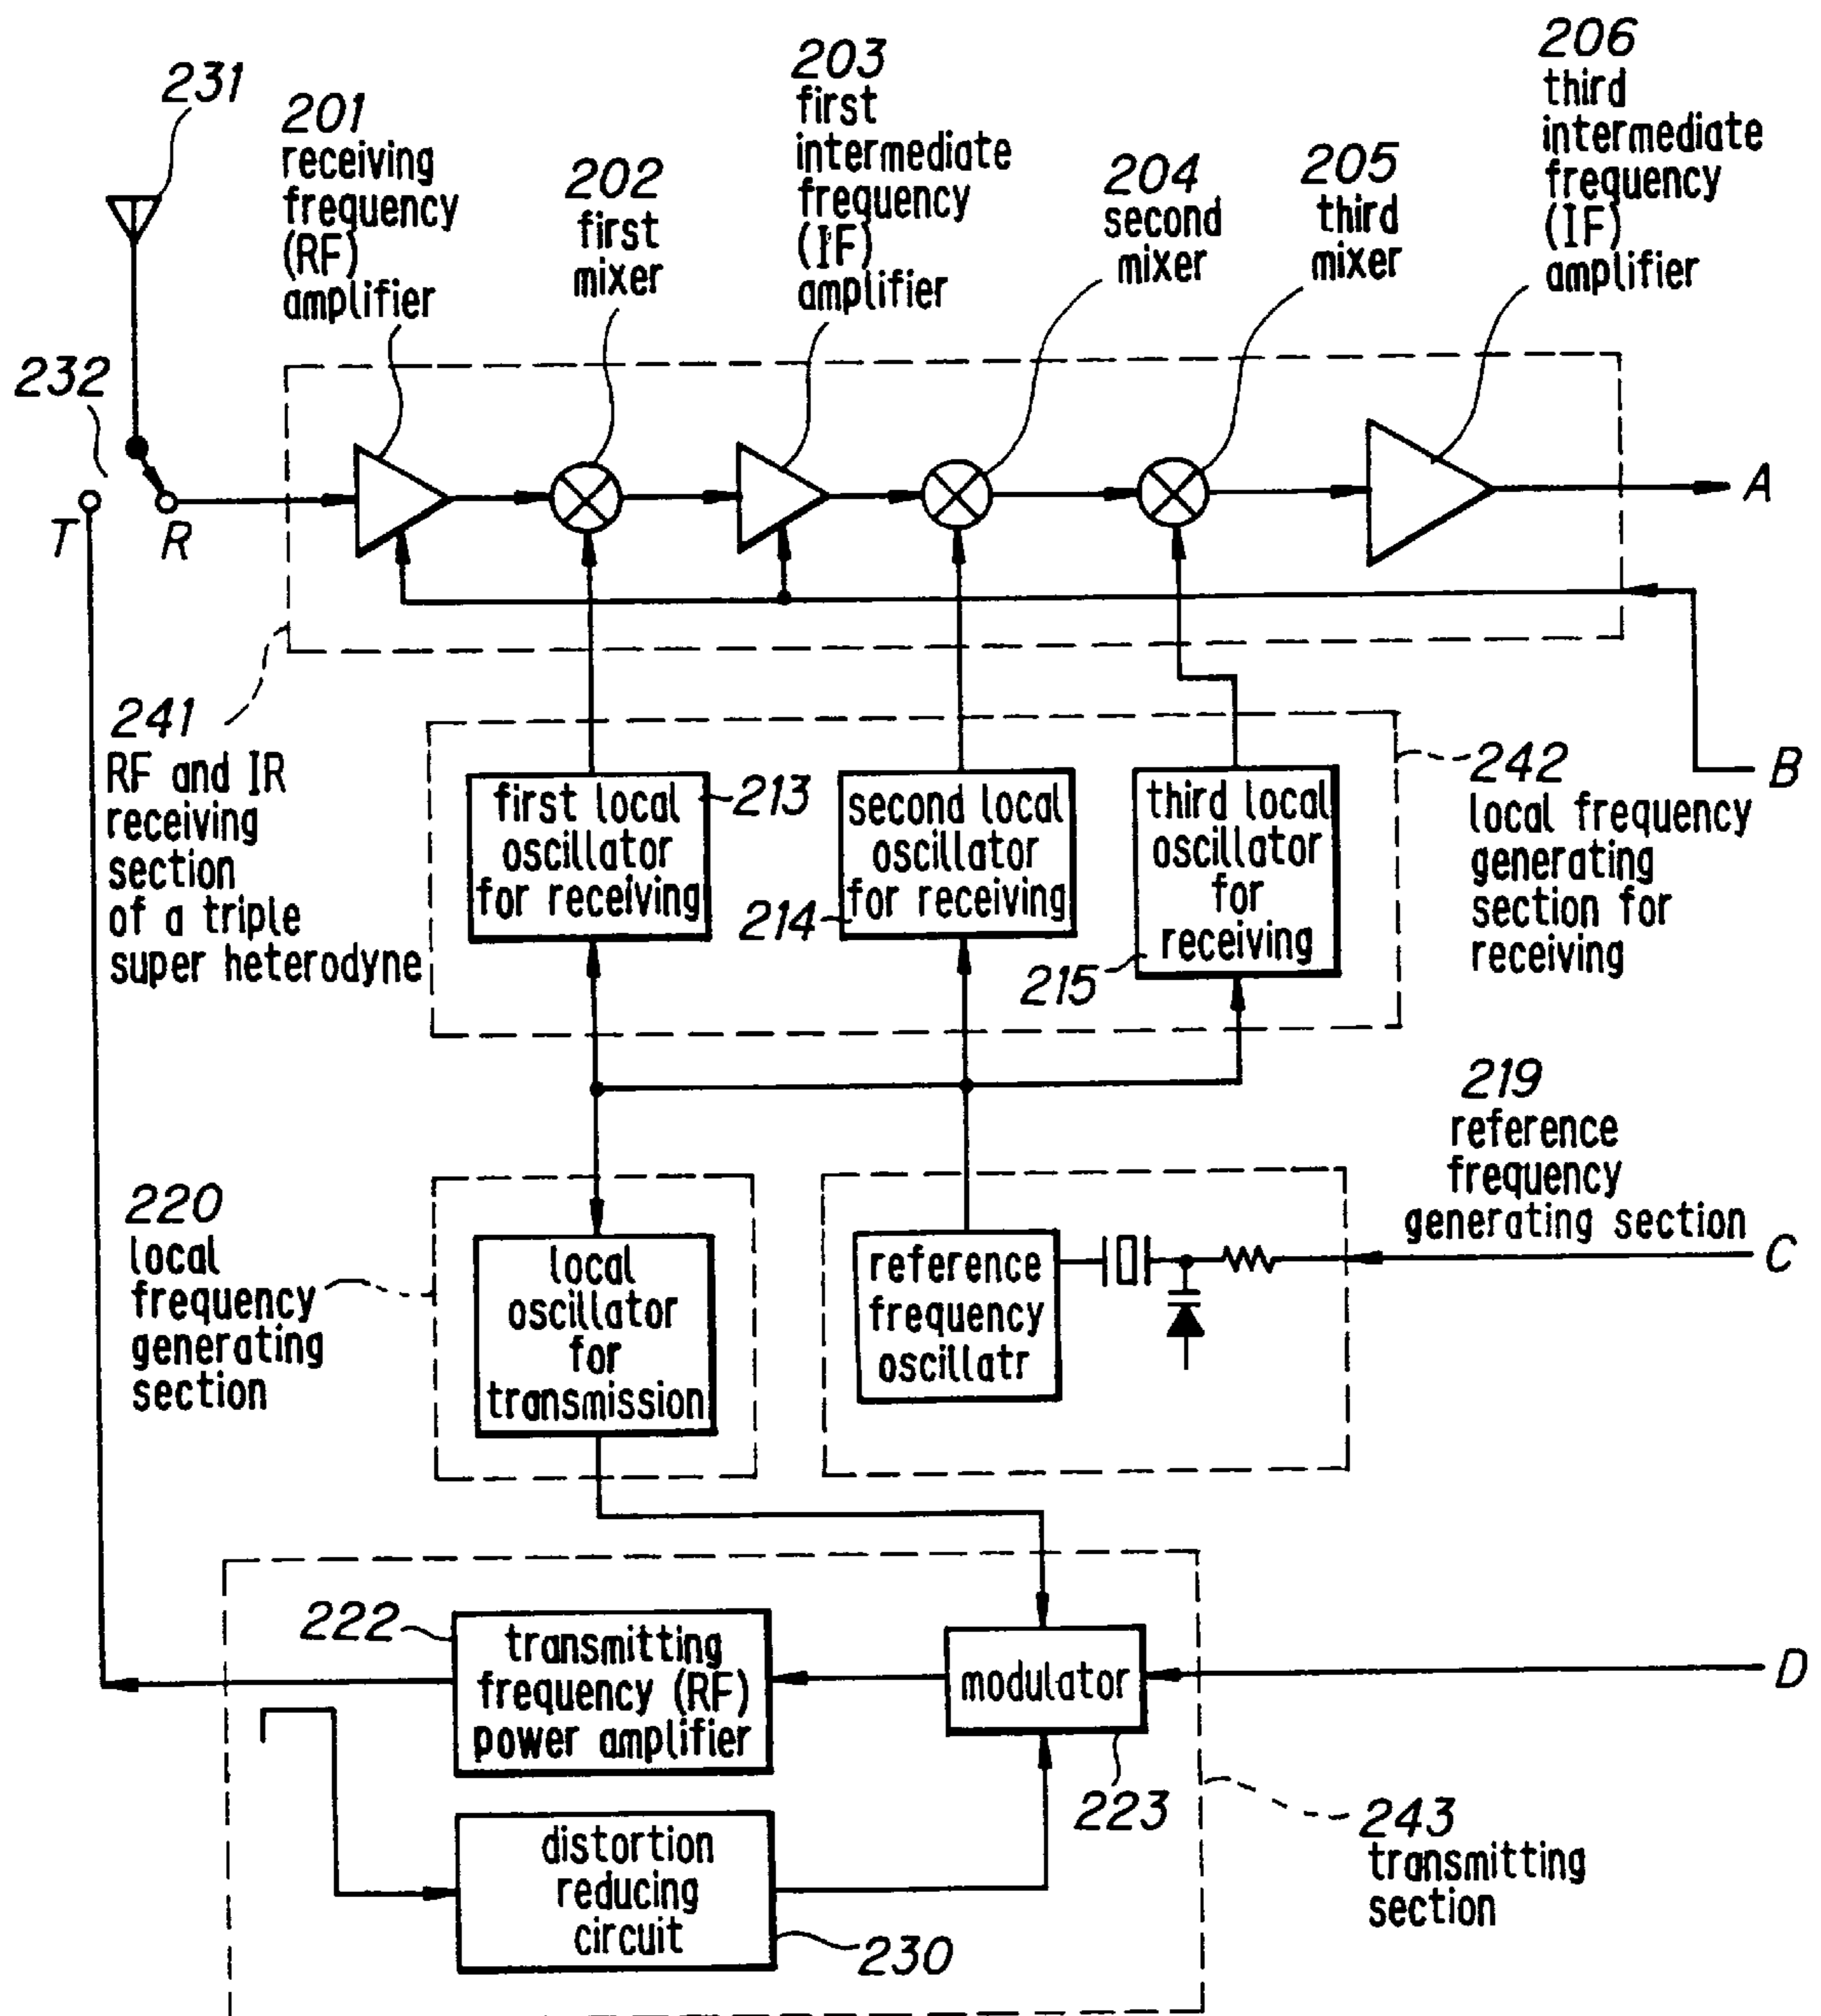 231
201
receiving
frequency
(RF)
amplifier
202
first
mixer
203
first
intermediate
frequency
(IF)
amplifier
204
second
mixer
205
third
mixer
206
third
intermediate
frequency
(IF)
amplifier
232
T
R
A
B
241
RF and IR
receiving
section
of a triple
super heterodyne
first local
oscillator
for receiving
213
second local
oscillator
for receiving
214
third local
oscillator
for
receiving
215
242
local frequency
generating
section for
receiving
219
reference
frequency
generating section
C
220
local
frequency
generating
section
local
oscillator
for
transmission
reference
frequency
oscillatr
222
transmitting
frequency (RF)
power amplifier
modulator
223
D
distortion
reducing
circuit
230
243
transmitting
section